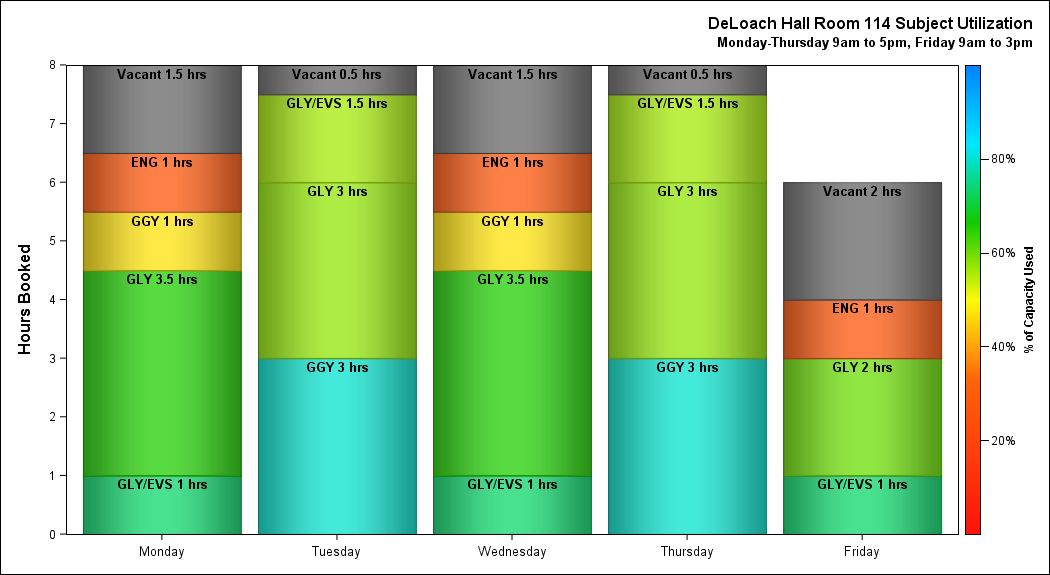 DeLoach Hall Room 114 Subject Utilization
Monday-Thursday 9am to 5pm, Friday 9am to 3pm
Hours Booked
8
7
6
5
4
3
2
1
0
Vacant 1.5 hrs
ENG 1 hrs
GGY 1 hrs
GLY 3.5 hrs
GLY/EVS 1 hrs
Vacant 0.5 hrs
GLY/EVS 1.5 hrs
GLY 3 hrs
GGY 3 hrs
Vacant 1.5 hrs
ENG 1 hrs
GGY 1 hrs
GLY 3.5 hrs
GLY/EVS 1 hrs
Vacant 0.5 hrs
GLY/EVS 1.5 hrs
GLY 3 hrs
GGY 3 hrs
Vacant 2 hrs
ENG 1 hrs
GLY 2 hrs
GLY/EVS 1 hrs
Monday
Tuesday
Wednesday
Thursday
Friday
80%
60%
40%
20%
% of Capacity Used